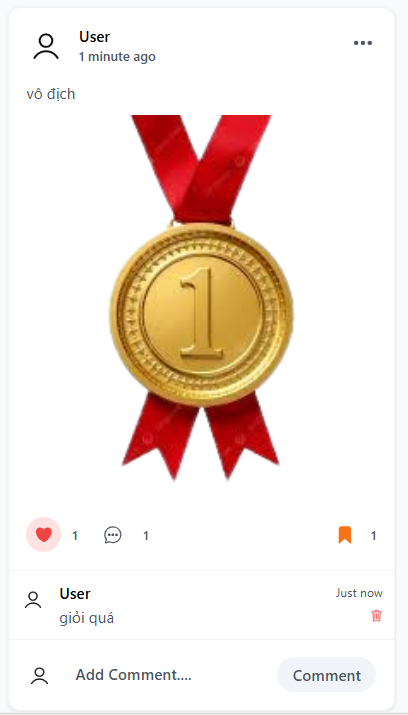 User
1 minute ago
vô địch
1
1
1
1
User
Just now
giỏi quá
Add Comment....
Comment